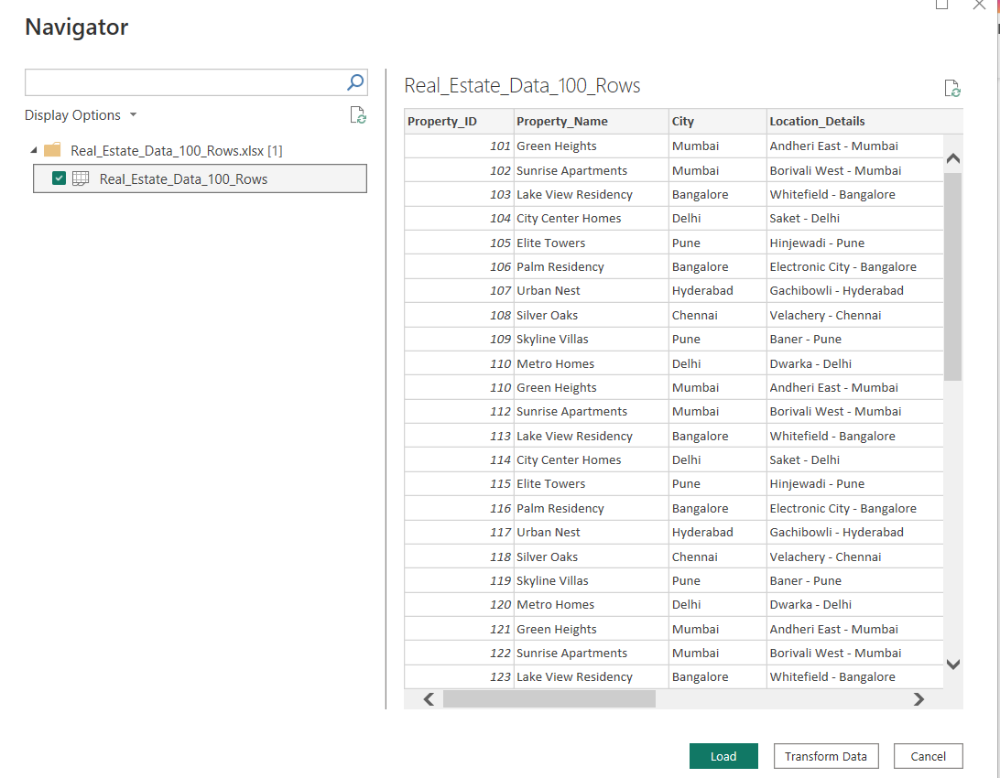 Navigator
Display Options
Real_Estate_Data_100_Rows.xlsx [1]
Real_Estate_Data_100_Rows
Real_Estate_Data_100_Rows
Property_ID Property_Name City Location_Details
101 Green Heights Mumbai Andheri East - Mumbai
102 Sunrise Apartments Mumbai Borivali West - Mumbai
103 Lake View Residency Bangalore Whitefield - Bangalore
104 City Center Homes Delhi Saket - Delhi
105 Elite Towers Pune Hinjewadi - Pune
106 Palm Residency Bangalore Electronic City - Bangalore
107 Urban Nest Hyderabad Gachibowli - Hyderabad
108 Silver Oaks Chennai Velachery - Chennai
109 Skyline Villas Pune Baner - Pune
110 Metro Homes Delhi Dwarka - Delhi
110 Green Heights Mumbai Andheri East - Mumbai
112 Sunrise Apartments Mumbai Borivali West - Mumbai
113 Lake View Residency Bangalore Whitefield - Bangalore
114 City Center Homes Delhi Saket - Delhi
115 Elite Towers Pune Hinjewadi - Pune
116 Palm Residency Bangalore Electronic City - Bangalore
117 Urban Nest Hyderabad Gachibowli - Hyderabad
118 Silver Oaks Chennai Velachery - Chennai
119 Skyline Villas Pune Baner - Pune
120 Metro Homes Delhi Dwarka - Delhi
121 Green Heights Mumbai Andheri East - Mumbai
122 Sunrise Apartments Mumbai Borivali West - Mumbai
123 Lake View Residency Bangalore Whitefield - Bangalore
Load Transform Data Cancel